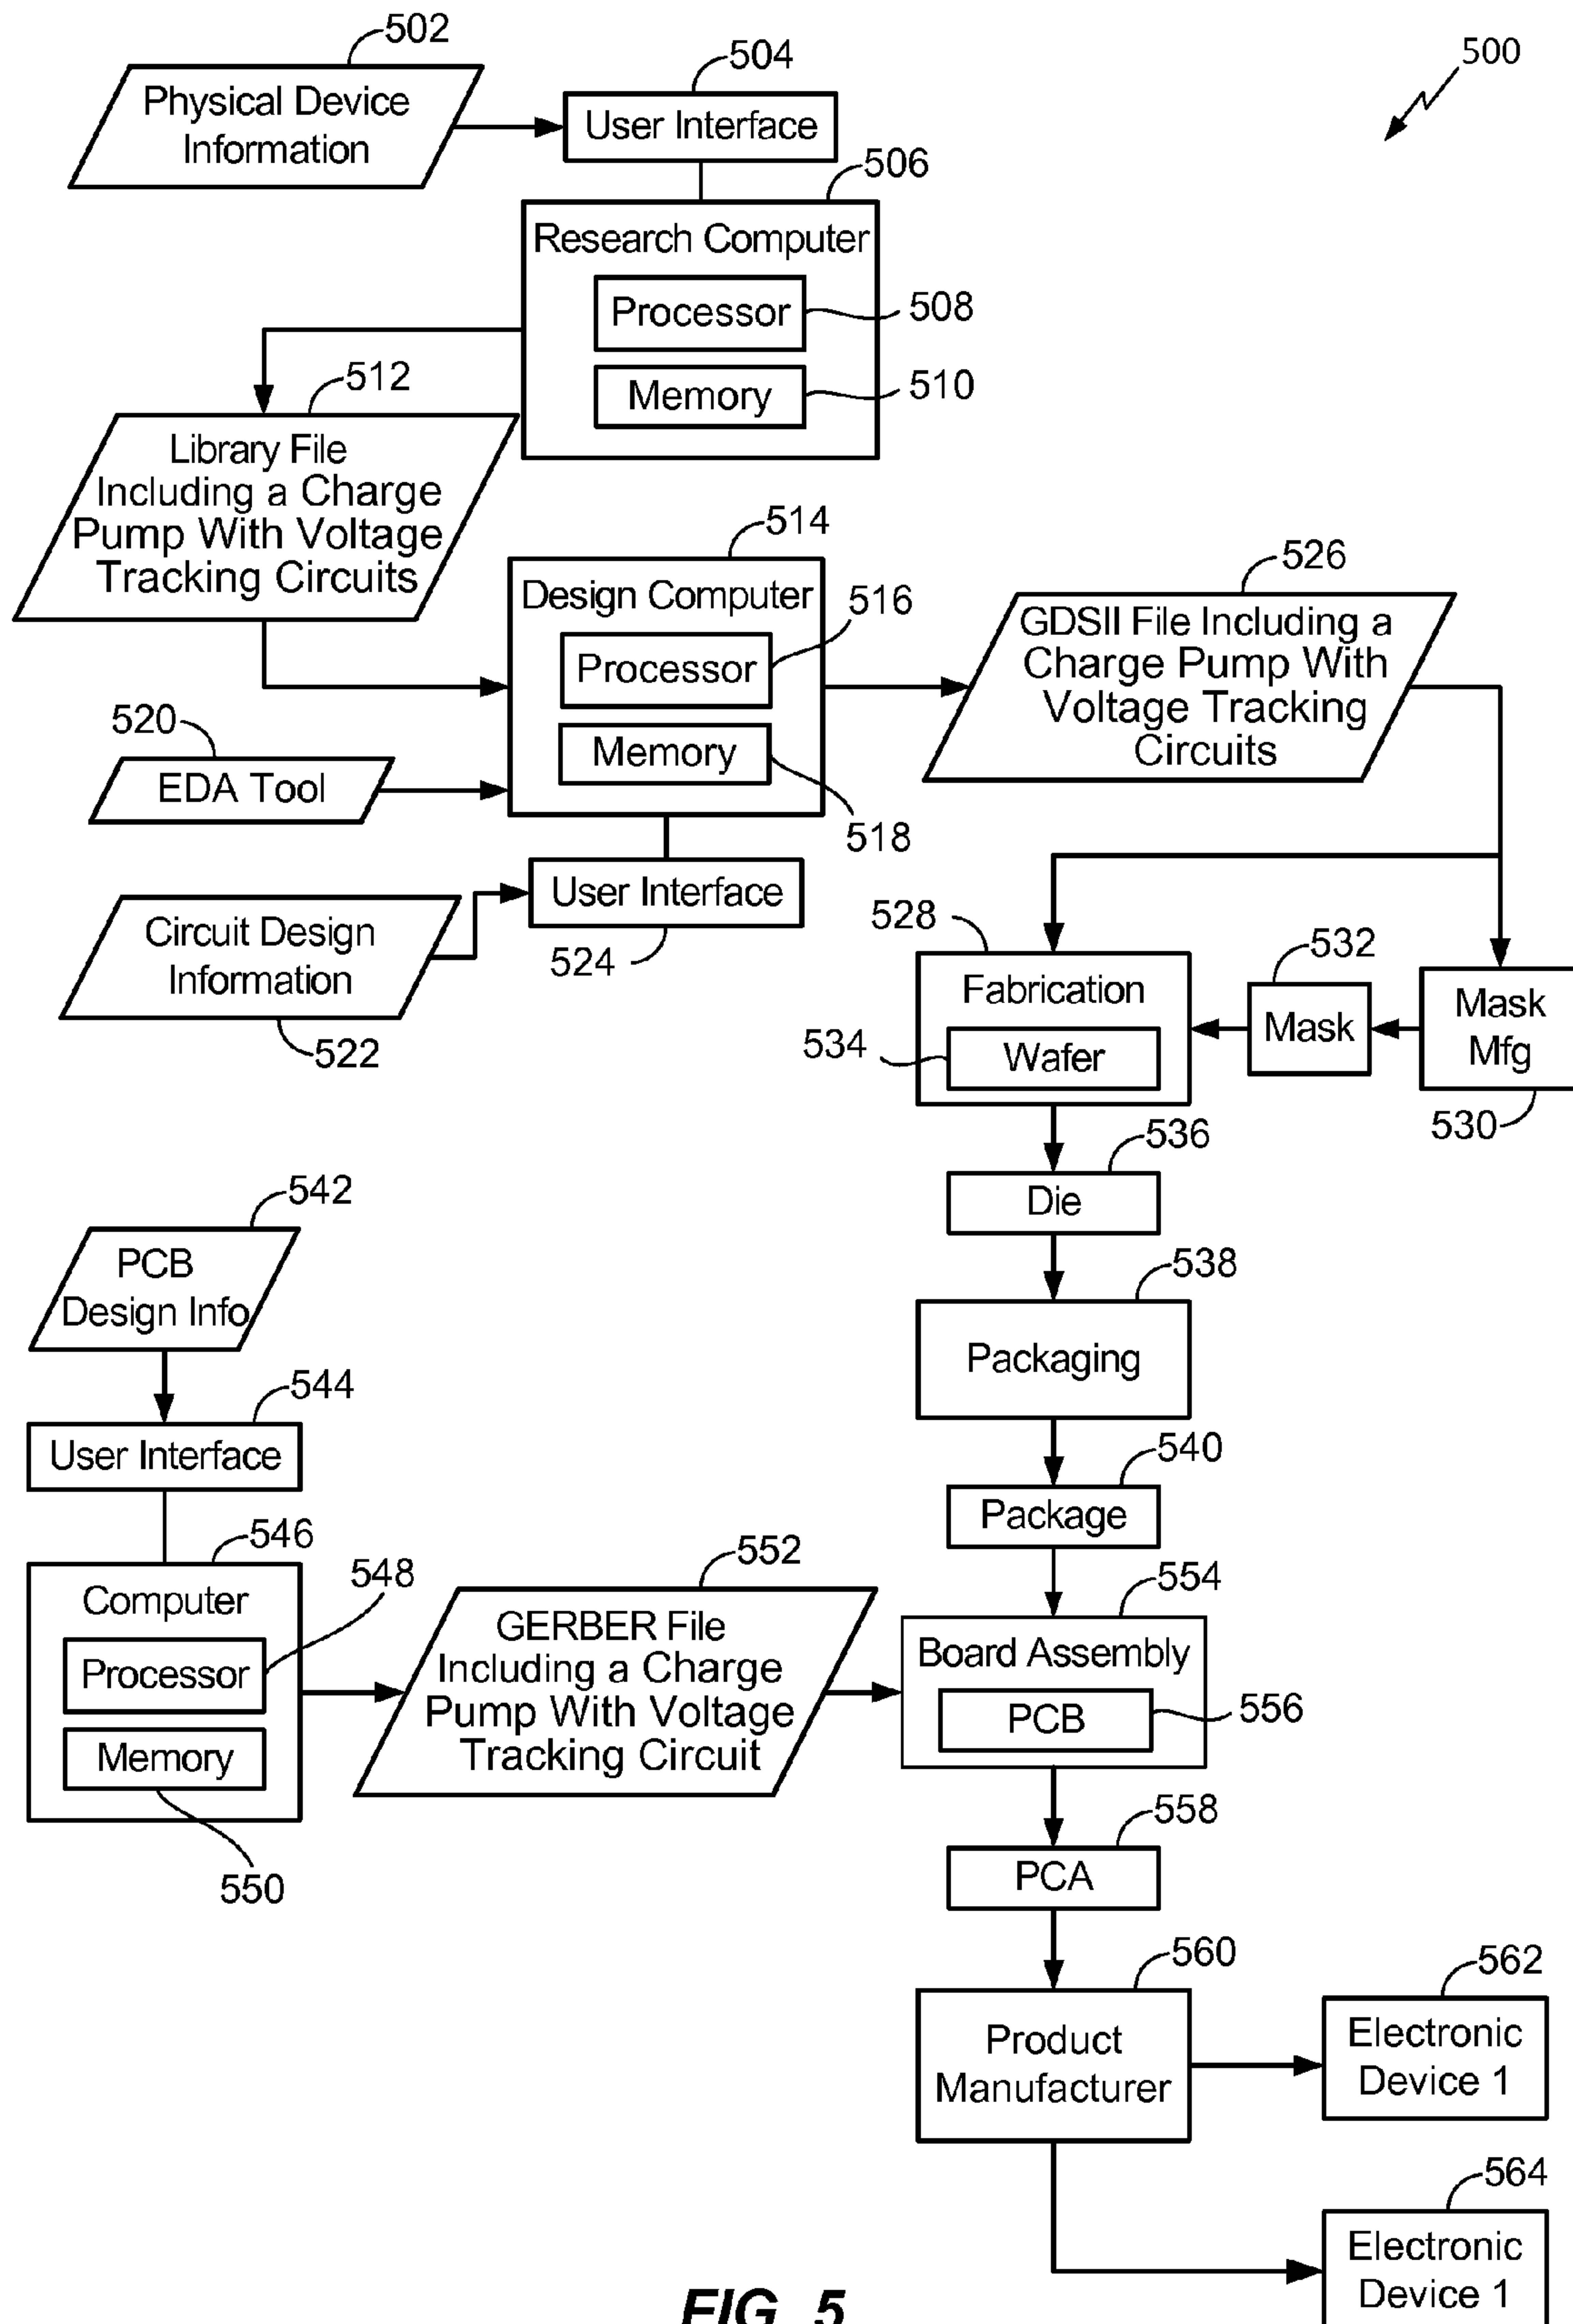 502
Physical Device
Information
504
User Interface
500
506
Research Computer
Processor
508
Memory
510
512
Library File
Including a Charge
Pump With Voltage
Tracking Circuits
514
Design Computer
Processor
516
Memory
518
520
EDA Tool
User Interface
524
Circuit Design
Information
522
526
GDSII File Including a
Charge Pump With
Voltage Tracking
Circuits
528
Fabrication
534
Wafer
532
Mask
Mask
Mfg
530
536
Die
538
Packaging
540
Package
542
PCB
Design Info
544
User Interface
546
Computer
548
Processor
Memory
550
552
GERBER File
Including a Charge
Pump With Voltage
Tracking Circuit
554
Board Assembly
PCB
556
558
PCA
560
Product
Manufacturer
562
Electronic
Device 1
564
Electronic
Device 1
FIG. 5